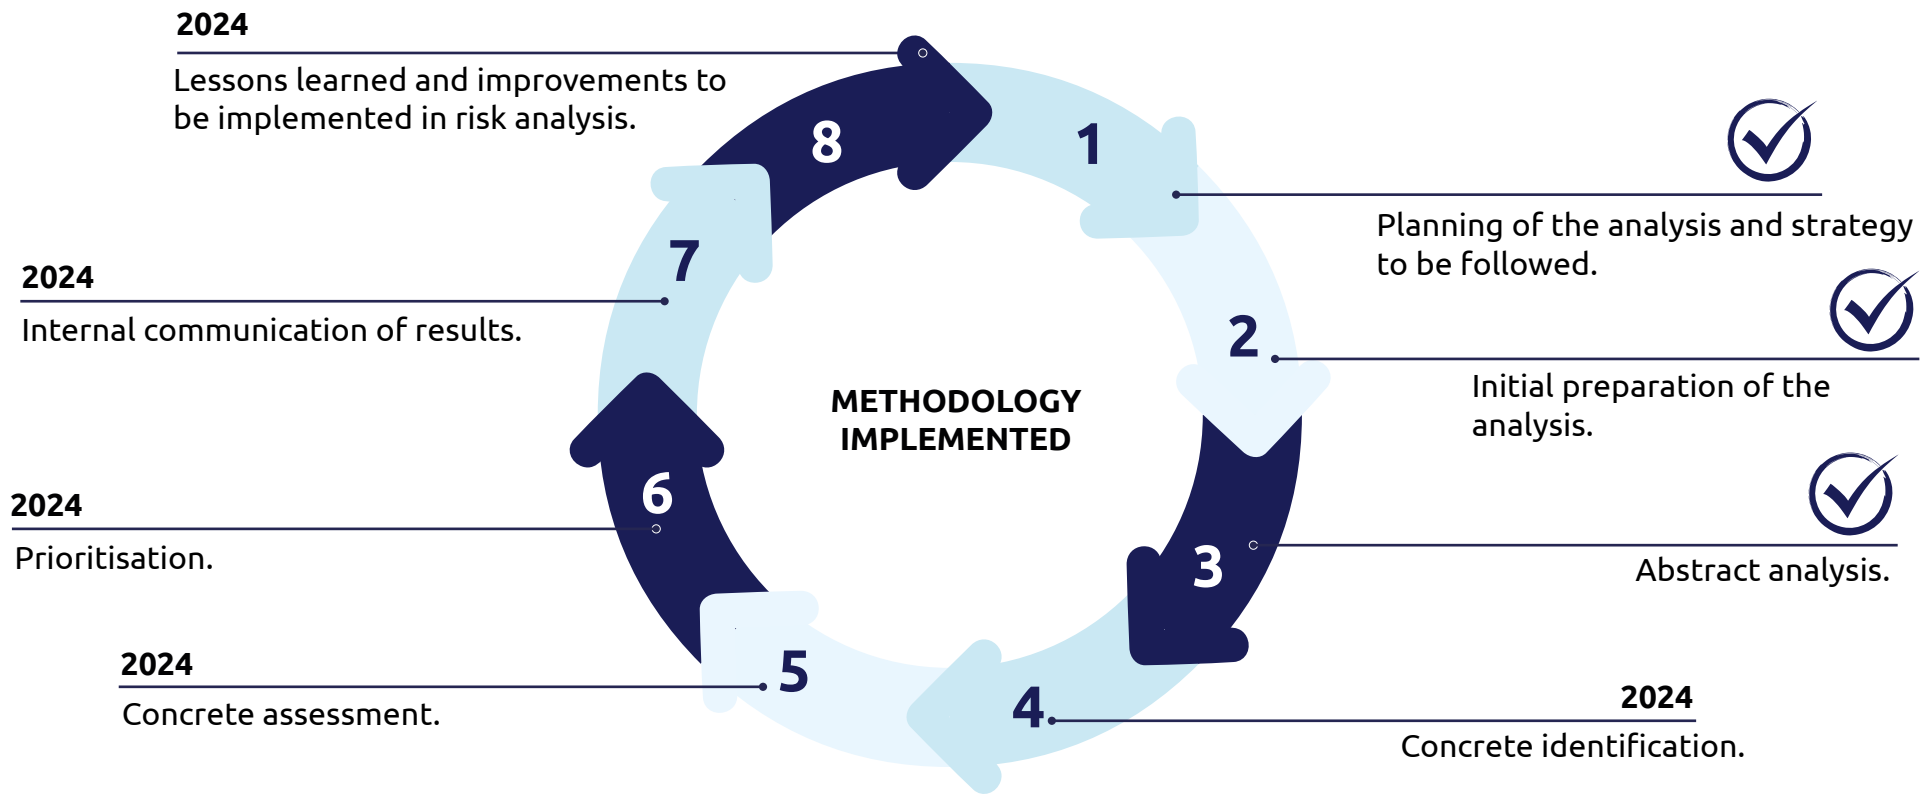 2024
Lessons learned and improvements to
be implemented in risk analysis.
8
1
Planning of the analysis and strategy
to be followed.
7
2024
Internal communication of results.
2
Initial preparation of the
analysis.
METHODOLOGY
IMPLEMENTED
6
2024
Prioritisation.
3
Abstract analysis.
5
2024
Concrete assessment.
4
2024
Concrete identification.